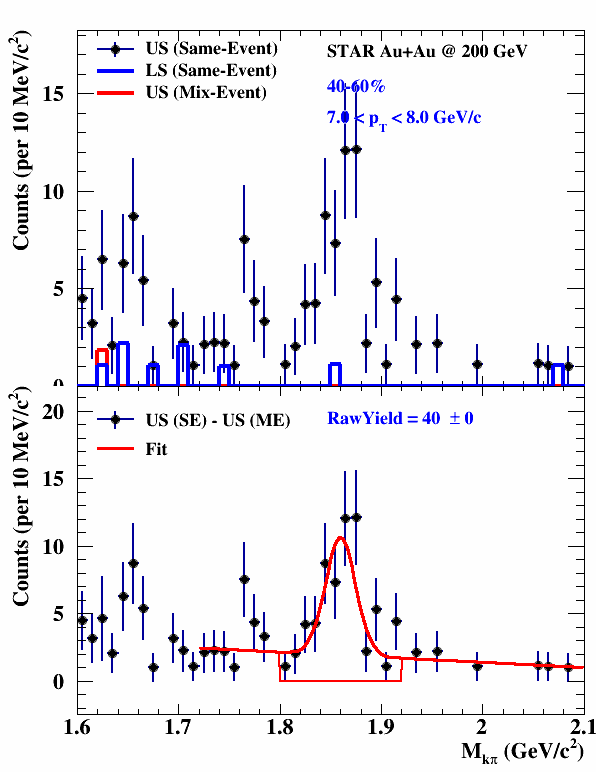 US (Same-Event)
LS (Same-Event)
US (Mix-Event)
STAR Au+Au @ 200 GeV
40-60%
7.0 < pT < 8.0 GeV/c
Counts (per 10 MeV/c²)
15
10
5
0
US (SE) - US (ME)
Fit
RawYield = 40 ± 0
Counts (per 10 MeV/c²)
20
15
10
5
0
1.6 1.7 1.8 1.9 2 2.1
Mkπ (GeV/c²)